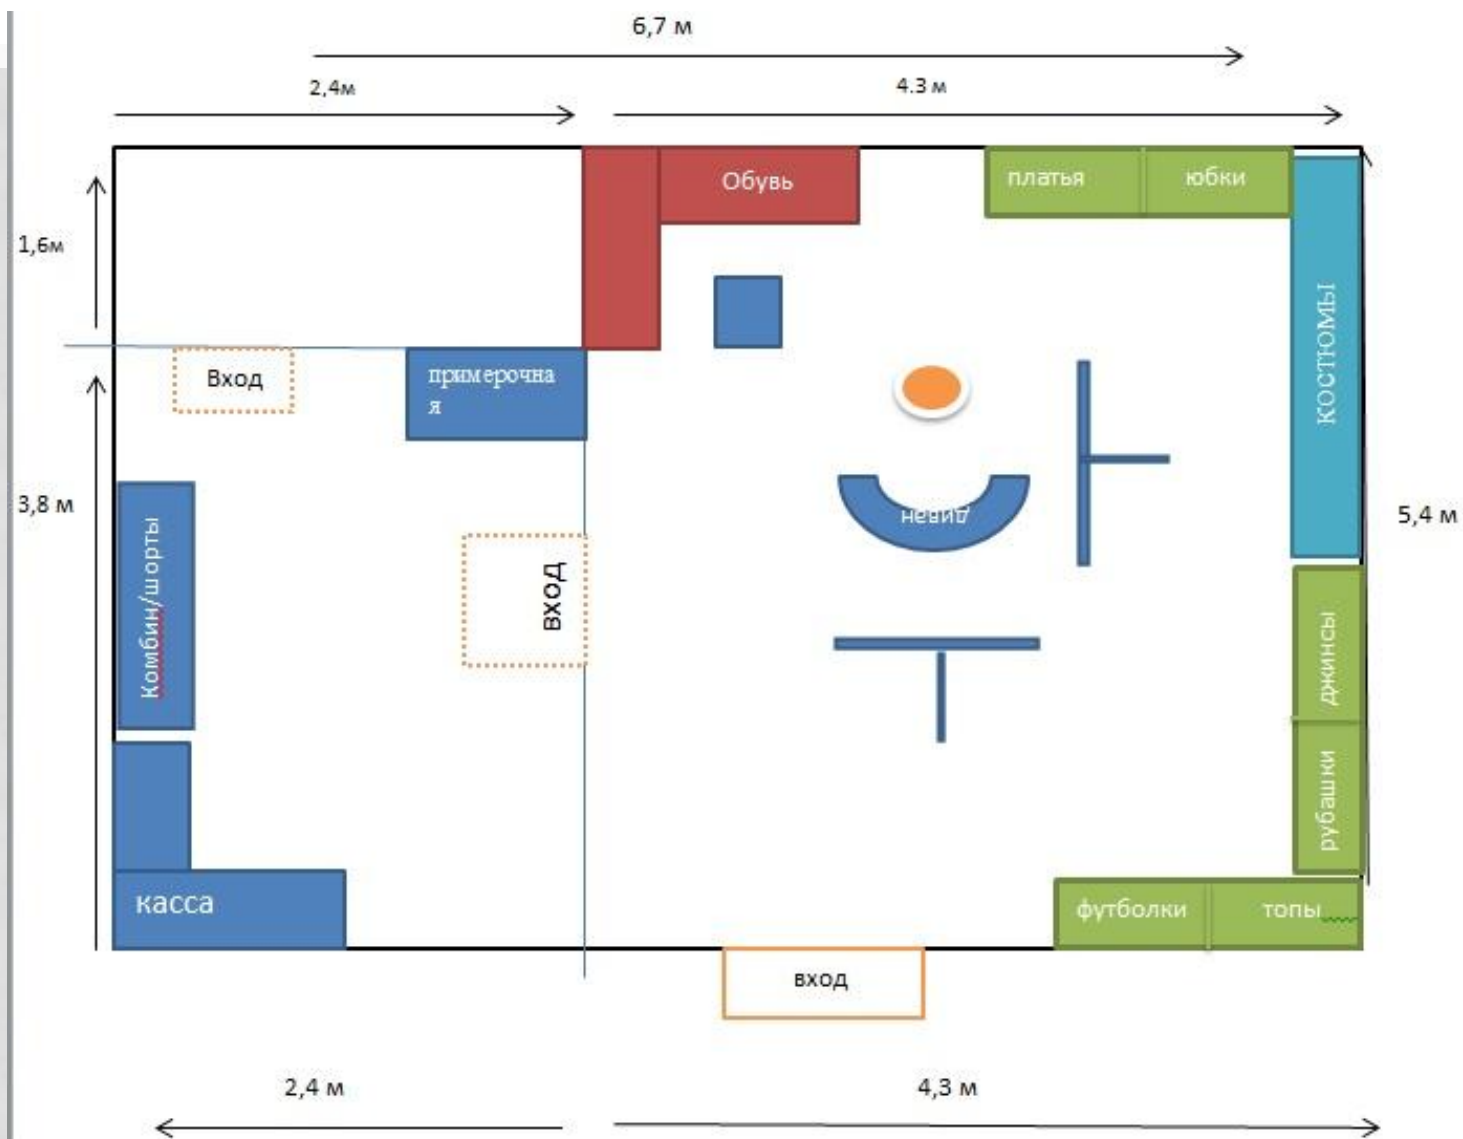 6,7 м
2,4м
4.3 м
Обувь
платья
юбки
1,6м
костюмы
Вход
примерочна
я
3,8 м
диван
5,4 м
Комбин/шорты
вход
джинсы
рубашки
касса
футболки
топы
вход
2,4 м
4,3 м